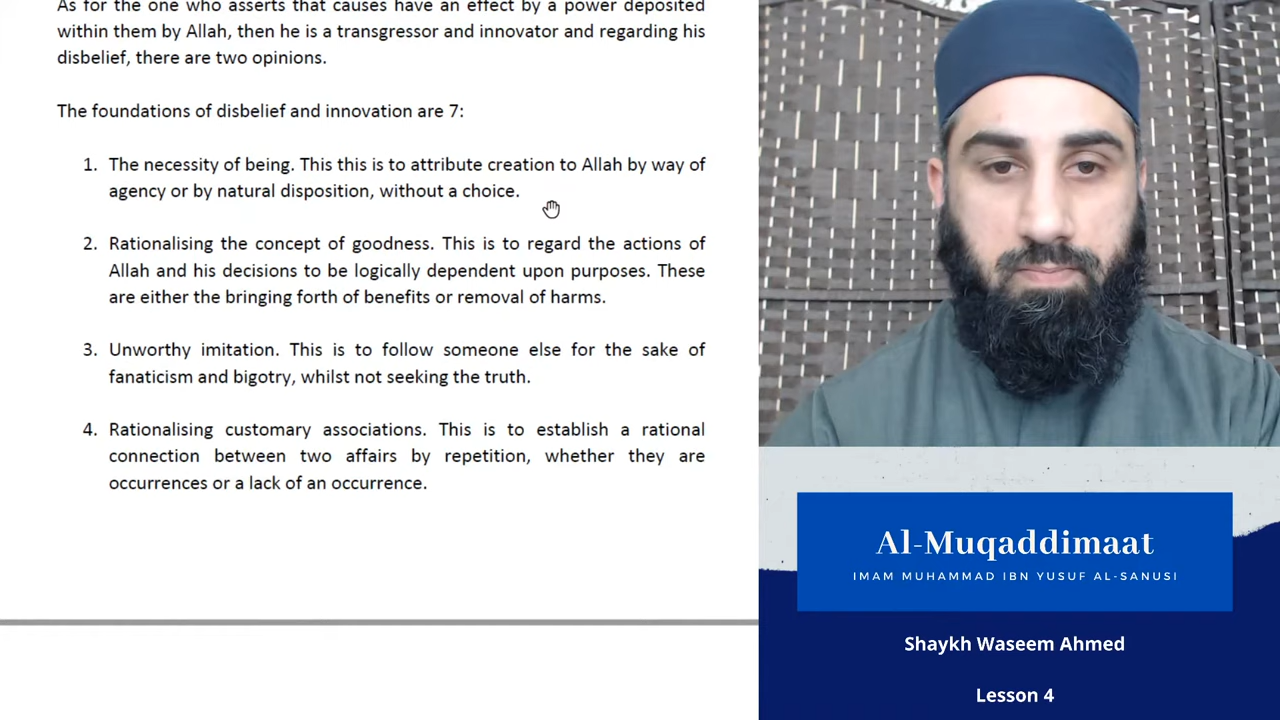 As for the one who asserts that causes have an effect by a power deposited
within them by Allah, then he is a transgressor and innovator and regarding his
disbelief, there are two opinions.
The foundations of disbelief and innovation are 7:
1. The necessity of being. This this is to attribute creation to Allah by way of
agency or by natural disposition, without a choice.
2. Rationalising the concept of goodness. This is to regard the actions of
Allah and his decisions to be logically dependent upon purposes. These
are either the bringing forth of benefits or removal of harms.
3. Unworthy imitation. This is to follow someone else for the sake of
fanaticism and bigotry, whilst not seeking the truth.
4. Rationalising customary associations. This is to establish a rational
connection between two affairs by repetition, whether they are
occurrences or a lack of an occurrence.
Al-Muqaddimaat
IMAM MUHAMMAD IBN YUSUF AL-SANUSI
Shaykh Waseem Ahmed
Lesson 4